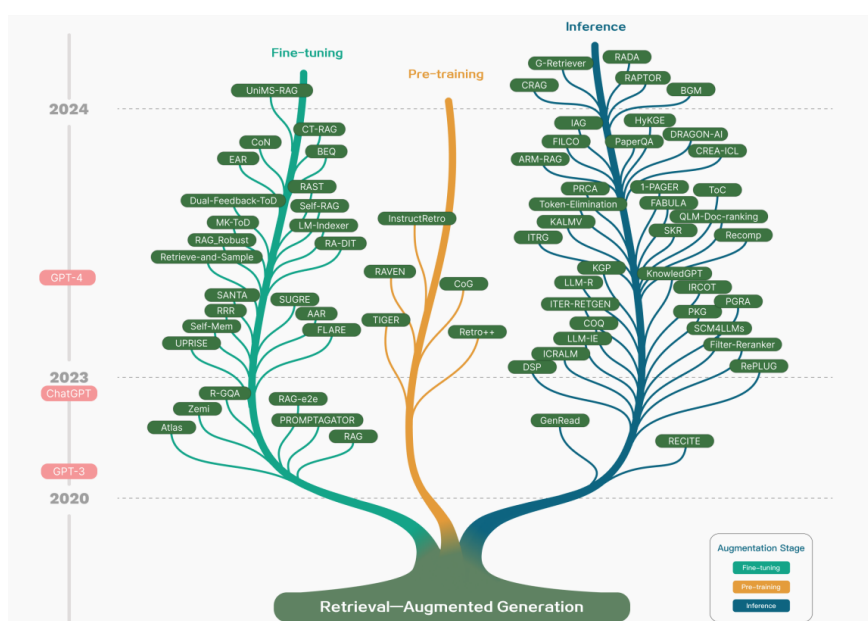 Inference
Fine-tuning
Pre-training
2024
2023
2020
GPT-4
ChatGPT
GPT-3
UniMS-RAG
CT-RAG
CoN
BEQ
EAR
RAST
Dual-Feedback-ToD
Self-RAG
MK-ToD
LM-Indexer
RAG_Robust
RA-DIT
Retrieve-and-Sample
SANTA
SUGRE
RRR
AAR
Self-Mem
FLARE
UPRISE
R-GQA
RAG-e2e
Zemi
PROMPTAGATOR
Atlas
RAG
InstructRetro
RAVEN
CoG
TIGER
Retro++
RADA
G-Retriever
RAPTOR
CRAG
BGM
IAG
HyKGE
DRAGON-AI
FILCO
PaperQA
CREA-ICL
ARM-RAG
PRCA
1-PAGER
ToC
Token-Elimination
FABULA
QLM-Doc-ranking
KALMV
SKR
Recomp
ITRG
KGP
KnowledGPT
LLM-R
IRCOT
ITER-RETGEN
PGRA
PKG
COQ
SCM4LLMs
LLM-IE
Filter-Reranker
ICRALM
DSP
RePLUG
GenRead
RECITE
Retrieval—Augmented Generation
Augmentation Stage
Fine-tuning
Pre-training
Inference